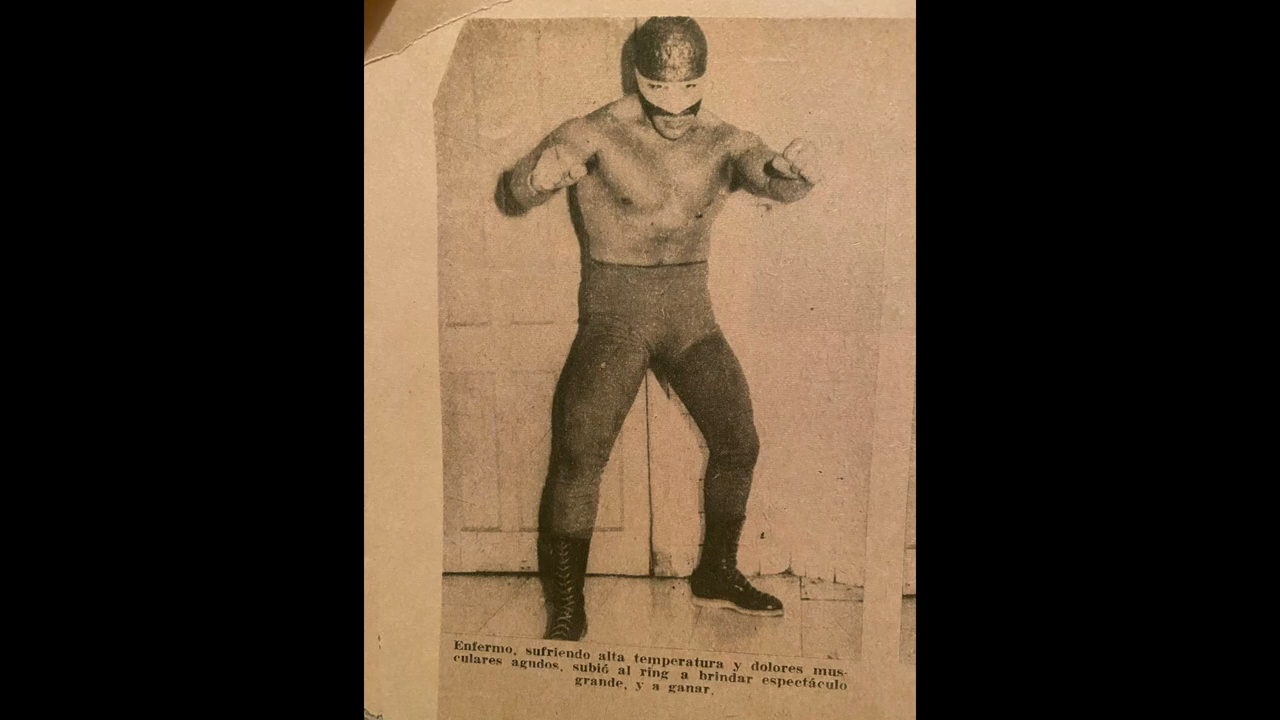 Enfermo, sufriendo alta temperatura y dolores mus-
culares agudos, subió al ring a brindar espectáculo
grande, y a ganar.